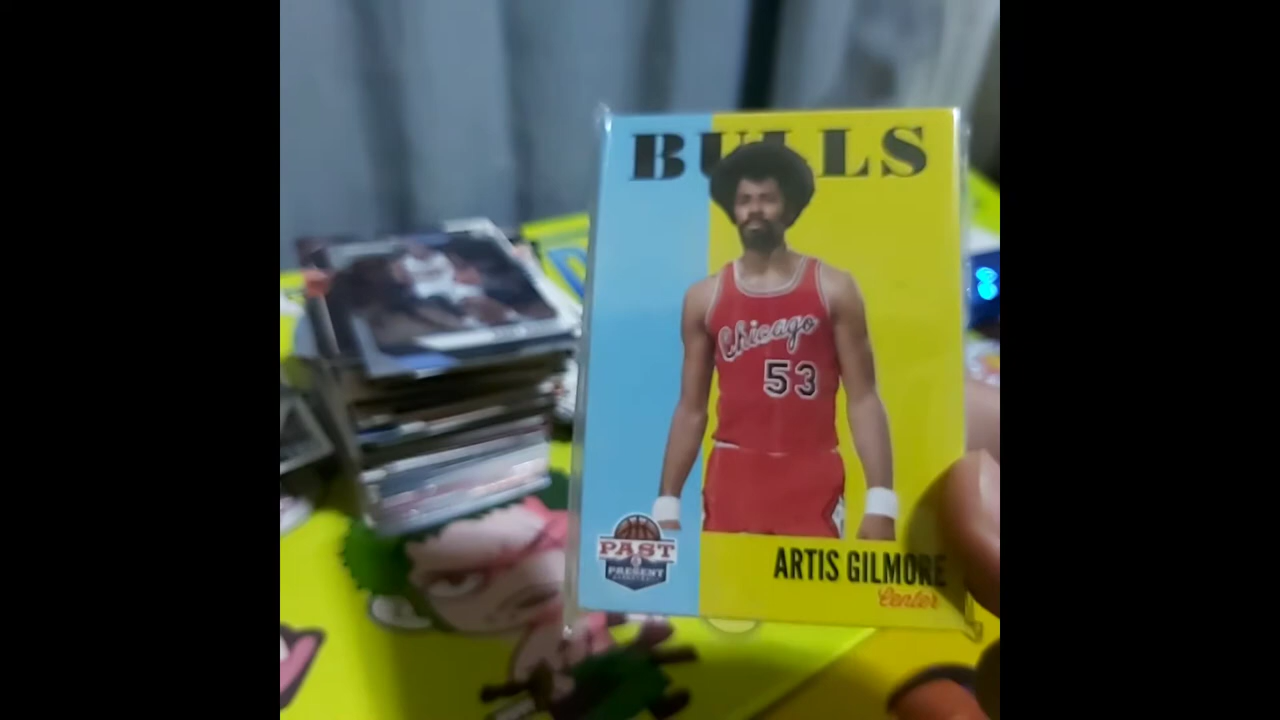 BULLS
Chicago
53
PAST
PRESENT
ARTIS GILMORE
Center